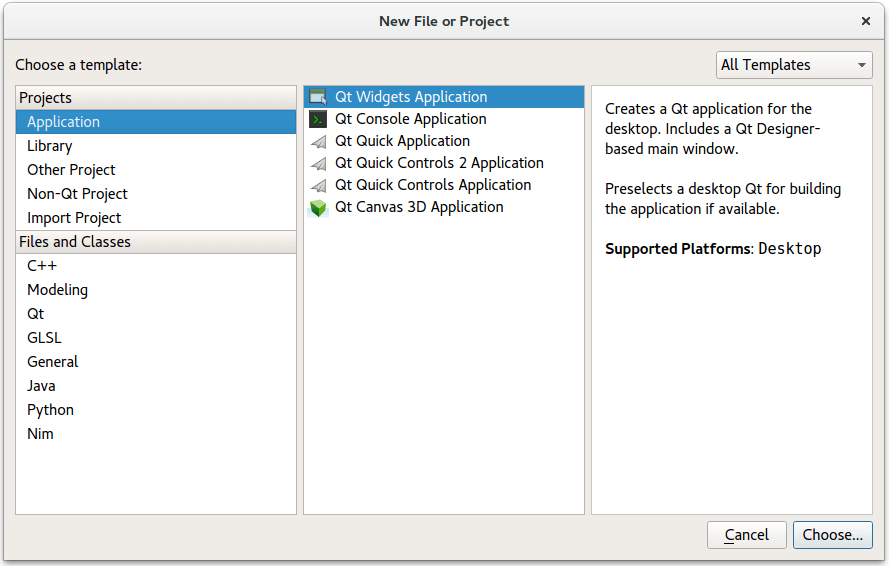 New File or Project
Choose a template:
All Templates
Projects
Application
Library
Other Project
Non-Qt Project
Import Project
Files and Classes
C++
Modeling
Qt
GLSL
General
Java
Python
Nim
Qt Widgets Application
Qt Console Application
Qt Quick Application
Qt Quick Controls 2 Application
Qt Quick Controls Application
Qt Canvas 3D Application
Creates a Qt application for the
desktop. Includes a Qt Designer-
based main window.
Preselects a desktop Qt for building
the application if available.
Supported Platforms: Desktop
Cancel
Choose...